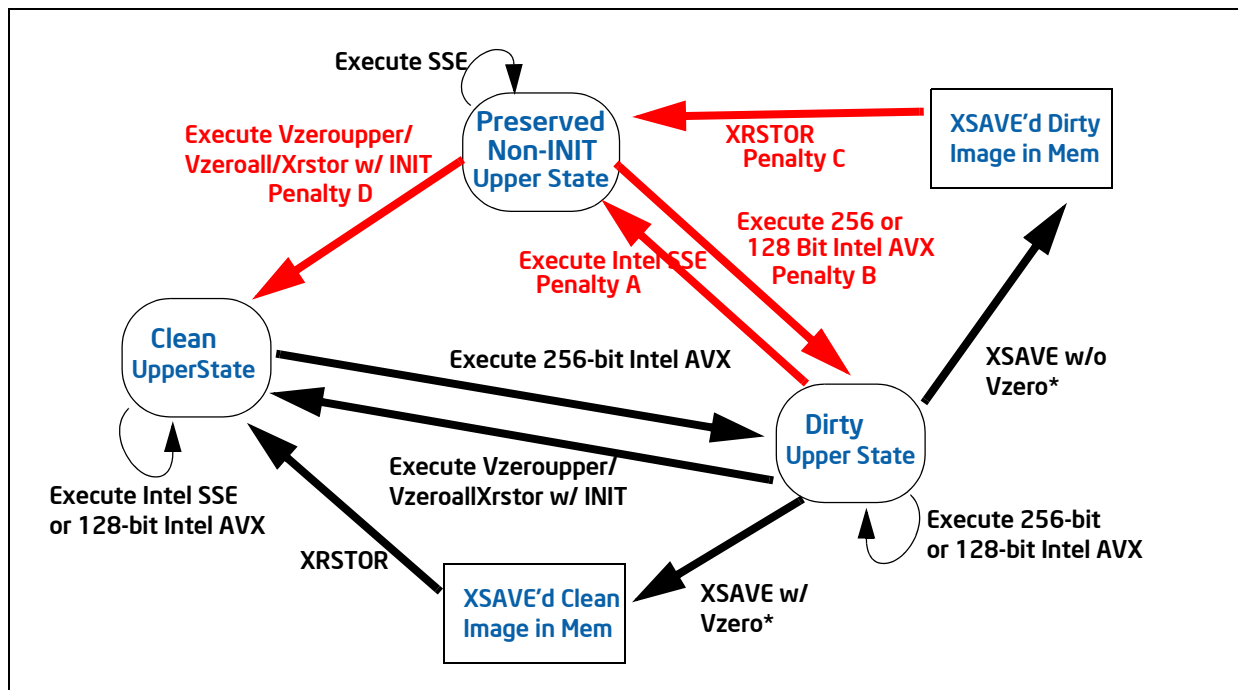 Execute SSE
Preserved
Non-INIT
Upper State
XRSTOR
Penalty C
XSAVE'd Dirty
Image in Mem
Execute Vzeroupper/
Vzeroall/Xrstor w/ INIT
Penalty D
Execute 256 or
128 Bit Intel AVX
Penalty B
Execute Intel SSE
Penalty A
Clean
UpperState
Execute 256-bit Intel AVX
XSAVE w/o
Vzero*
Dirty
Upper State
Execute Vzeroupper/
VzeroallXrstor w/ INIT
Execute Intel SSE
or 128-bit Intel AVX
Execute 256-bit
or 128-bit Intel AVX
XRSTOR
XSAVE'd Clean
Image in Mem
XSAVE w/
Vzero*